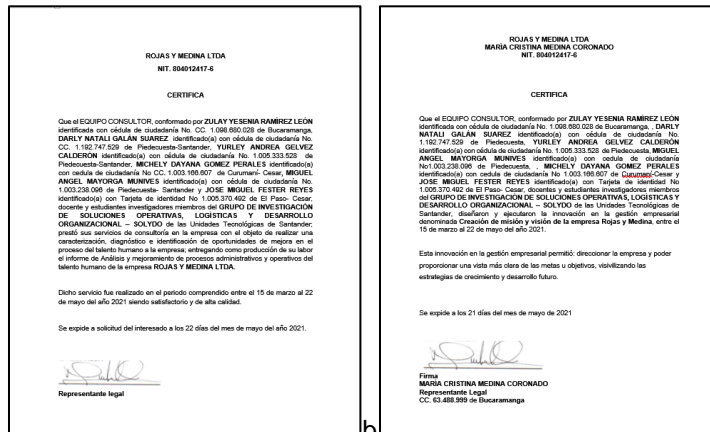 ROJAS Y MEDINA LTDA
NIT. 804012417-6
CERTIFICA
Que el EQUIPO CONSULTOR, conformado por ZULAY YESENIA RAMÍREZ LEÓN
identificada con cédula de ciudadanía No. CC. 1.098.680.028 de Bucaramanga,
DARLY NATALI GALÁN SUAREZ identificado(a) con cédula de ciudadanía No.
CC. 1.192.747.529 de Piedecuesta-Santander, YURLEY ANDREA GELVEZ
CALDERÓN identificado(a) con cédula de ciudadanía No. 1.005.333.528 de
Piedecuesta-Santander, MICHELY DAYANA GOMEZ PERALES identificado(a)
con cedula de ciudadanía No CC. 1.003.166.607 de Curumaní- Cesar, MIGUEL
ANGEL MAYORGA MUNIVES identificado(a) con cédula de ciudadanía No.
1.003.238.096 de Piedecuesta- Santander y JOSE MIGUEL FESTER REYES
identificado(a) con Tarjeta de identidad No 1.005.370.492 de El Paso- Cesar,
docente y estudiantes investigadores miembros del GRUPO DE INVESTIGACIÓN
DE SOLUCIONES OPERATIVAS, LOGÍSTICAS Y DESARROLLO
ORGANIZACIONAL – SOLYDO de las Unidades Tecnológicas de Santander;
prestó sus servicios de consultoría en la empresa con el objeto de realizar una
caracterización, diagnóstico e identificación de oportunidades de mejora en el
proceso del talento humano a la empresa; entregando como producción de su labor
el informe de Análisis y mejoramiento de procesos administrativos y operativos del
talento humano de la empresa ROJAS Y MEDINA LTDA.
Dicho servicio fue realizado en el periodo comprendido entre el 15 de marzo al 22
de mayo del año 2021 siendo satisfactorio y de alta calidad.
Se expide a solicitud del interesado a los 22 días del mes de mayo del año 2021.
Representante legal
b
ROJAS Y MEDINA LTDA
MARÍA CRISTINA MEDINA CORONADO
NIT. 804012417-6
CERTIFICA
Que el EQUIPO CONSULTOR, conformado por ZULAY YESENIA RAMÍREZ LEÓN
identificada con cédula de ciudadanía No. 1.098.680.028 de Bucaramanga, , DARLY
NATALI GALÁN SUAREZ identificado(a) con cédula de ciudadanía No.
1.192.747.529 de Piedecuesta, YURLEY ANDREA GELVEZ CALDERÓN
identificado(a) con cédula de ciudadanía No. 1.005.333.528 de Piedecuesta, MIGUEL
ANGEL MAYORGA MUNIVES identificado(a) con cédula de ciudadanía
No1.003.238.096 de Piedecuesta, , MICHELY DAYANA GOMEZ PERALES
identificado(a) con cedula de ciudadanía No 1.003.166.607 de Curumaní-Cesar y
JOSE MIGUEL FESTER REYES identificado(a) con Tarjeta de identidad No
1.005.370.492 de El Paso- Cesar, docentes y estudiantes investigadores miembros
del GRUPO DE INVESTIGACIÓN DE SOLUCIONES OPERATIVAS, LOGÍSTICAS Y
DESARROLLO ORGANIZACIONAL – SOLYDO de las Unidades Tecnológicas de
Santander, diseñaron y ejecutaron la innovación en la gestión empresarial
denominada Creación de misión y visión de la empresa Rojas y Medina, entre el
15 de marzo al 22 de mayo del año 2021.
Esta innovación en la gestión empresarial permitió: direccionar la empresa y poder
proporcionar una vista más clara de las metas u objetivos, visivilizando las
estrategias de crecimiento y desarrollo futuro.
Se expide a los 21 días del mes de mayo de 2021
Firma
MARÍA CRISTINA MEDINA CORONADO
Representante Legal
CC. 63.488.999 de Bucaramanga